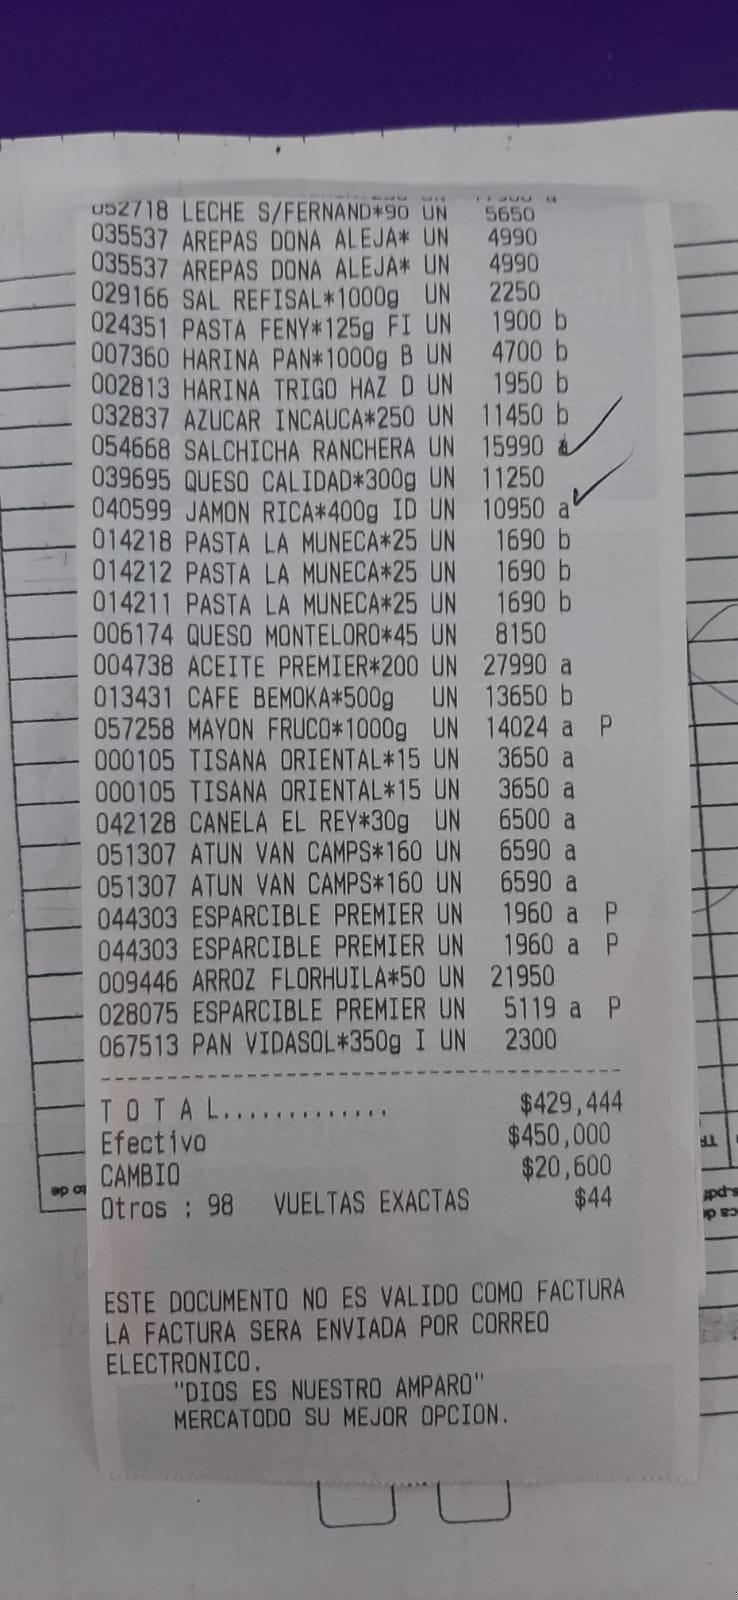 052718 LECHE S/FERNAND*90 UN 5650
035537 AREPAS DONA ALEJA* UN 4990
035537 AREPAS DONA ALEJA* UN 4990
029166 SAL REFISAL*1000g UN 2250
024351 PASTA FENY*125g FI UN 1900 b
007360 HARINA PAN*1000g B UN 4700 b
002813 HARINA TRIGO HAZ D UN 1950 b
032837 AZUCAR INCAUCA*250 UN 11450 b
054668 SALCHICHA RANCHERA UN 15990 a
039695 QUESO CALIDAD*300g UN 11250
040599 JAMON RICA*400g ID UN 10950 a
014218 PASTA LA MUNECA*25 UN 1690 b
014212 PASTA LA MUNECA*25 UN 1690 b
014211 PASTA LA MUNECA*25 UN 1690 b
006174 QUESO MONTELORO*45 UN 8150
004738 ACEITE PREMIER*200 UN 27990 a
013431 CAFE BEMOKA*500g UN 13650 b
057258 MAYON FRUCO*1000g UN 14024 a P
000105 TISANA ORIENTAL*15 UN 3650 a
000105 TISANA ORIENTAL*15 UN 3650 a
042128 CANELA EL REY*30g UN 6500 a
051307 ATUN VAN CAMPS*160 UN 6590 a
051307 ATUN VAN CAMPS*160 UN 6590 a
044303 ESPARCIBLE PREMIER UN 1960 a P
044303 ESPARCIBLE PREMIER UN 1960 a P
009446 ARROZ FLORHUILA*50 UN 21950
028075 ESPARCIBLE PREMIER UN 5119 a P
067513 PAN VIDASOL*350g I UN 2300
----------------------------------------
T O T A L............. $429,444
Efectivo $450,000
CAMBIO $20,600
Otros : 98 VUELTAS EXACTAS $44
ESTE DOCUMENTO NO ES VALIDO COMO FACTURA
LA FACTURA SERA ENVIADA POR CORREO
ELECTRONICO.
"DIOS ES NUESTRO AMPARO"
MERCATODO SU MEJOR OPCION.